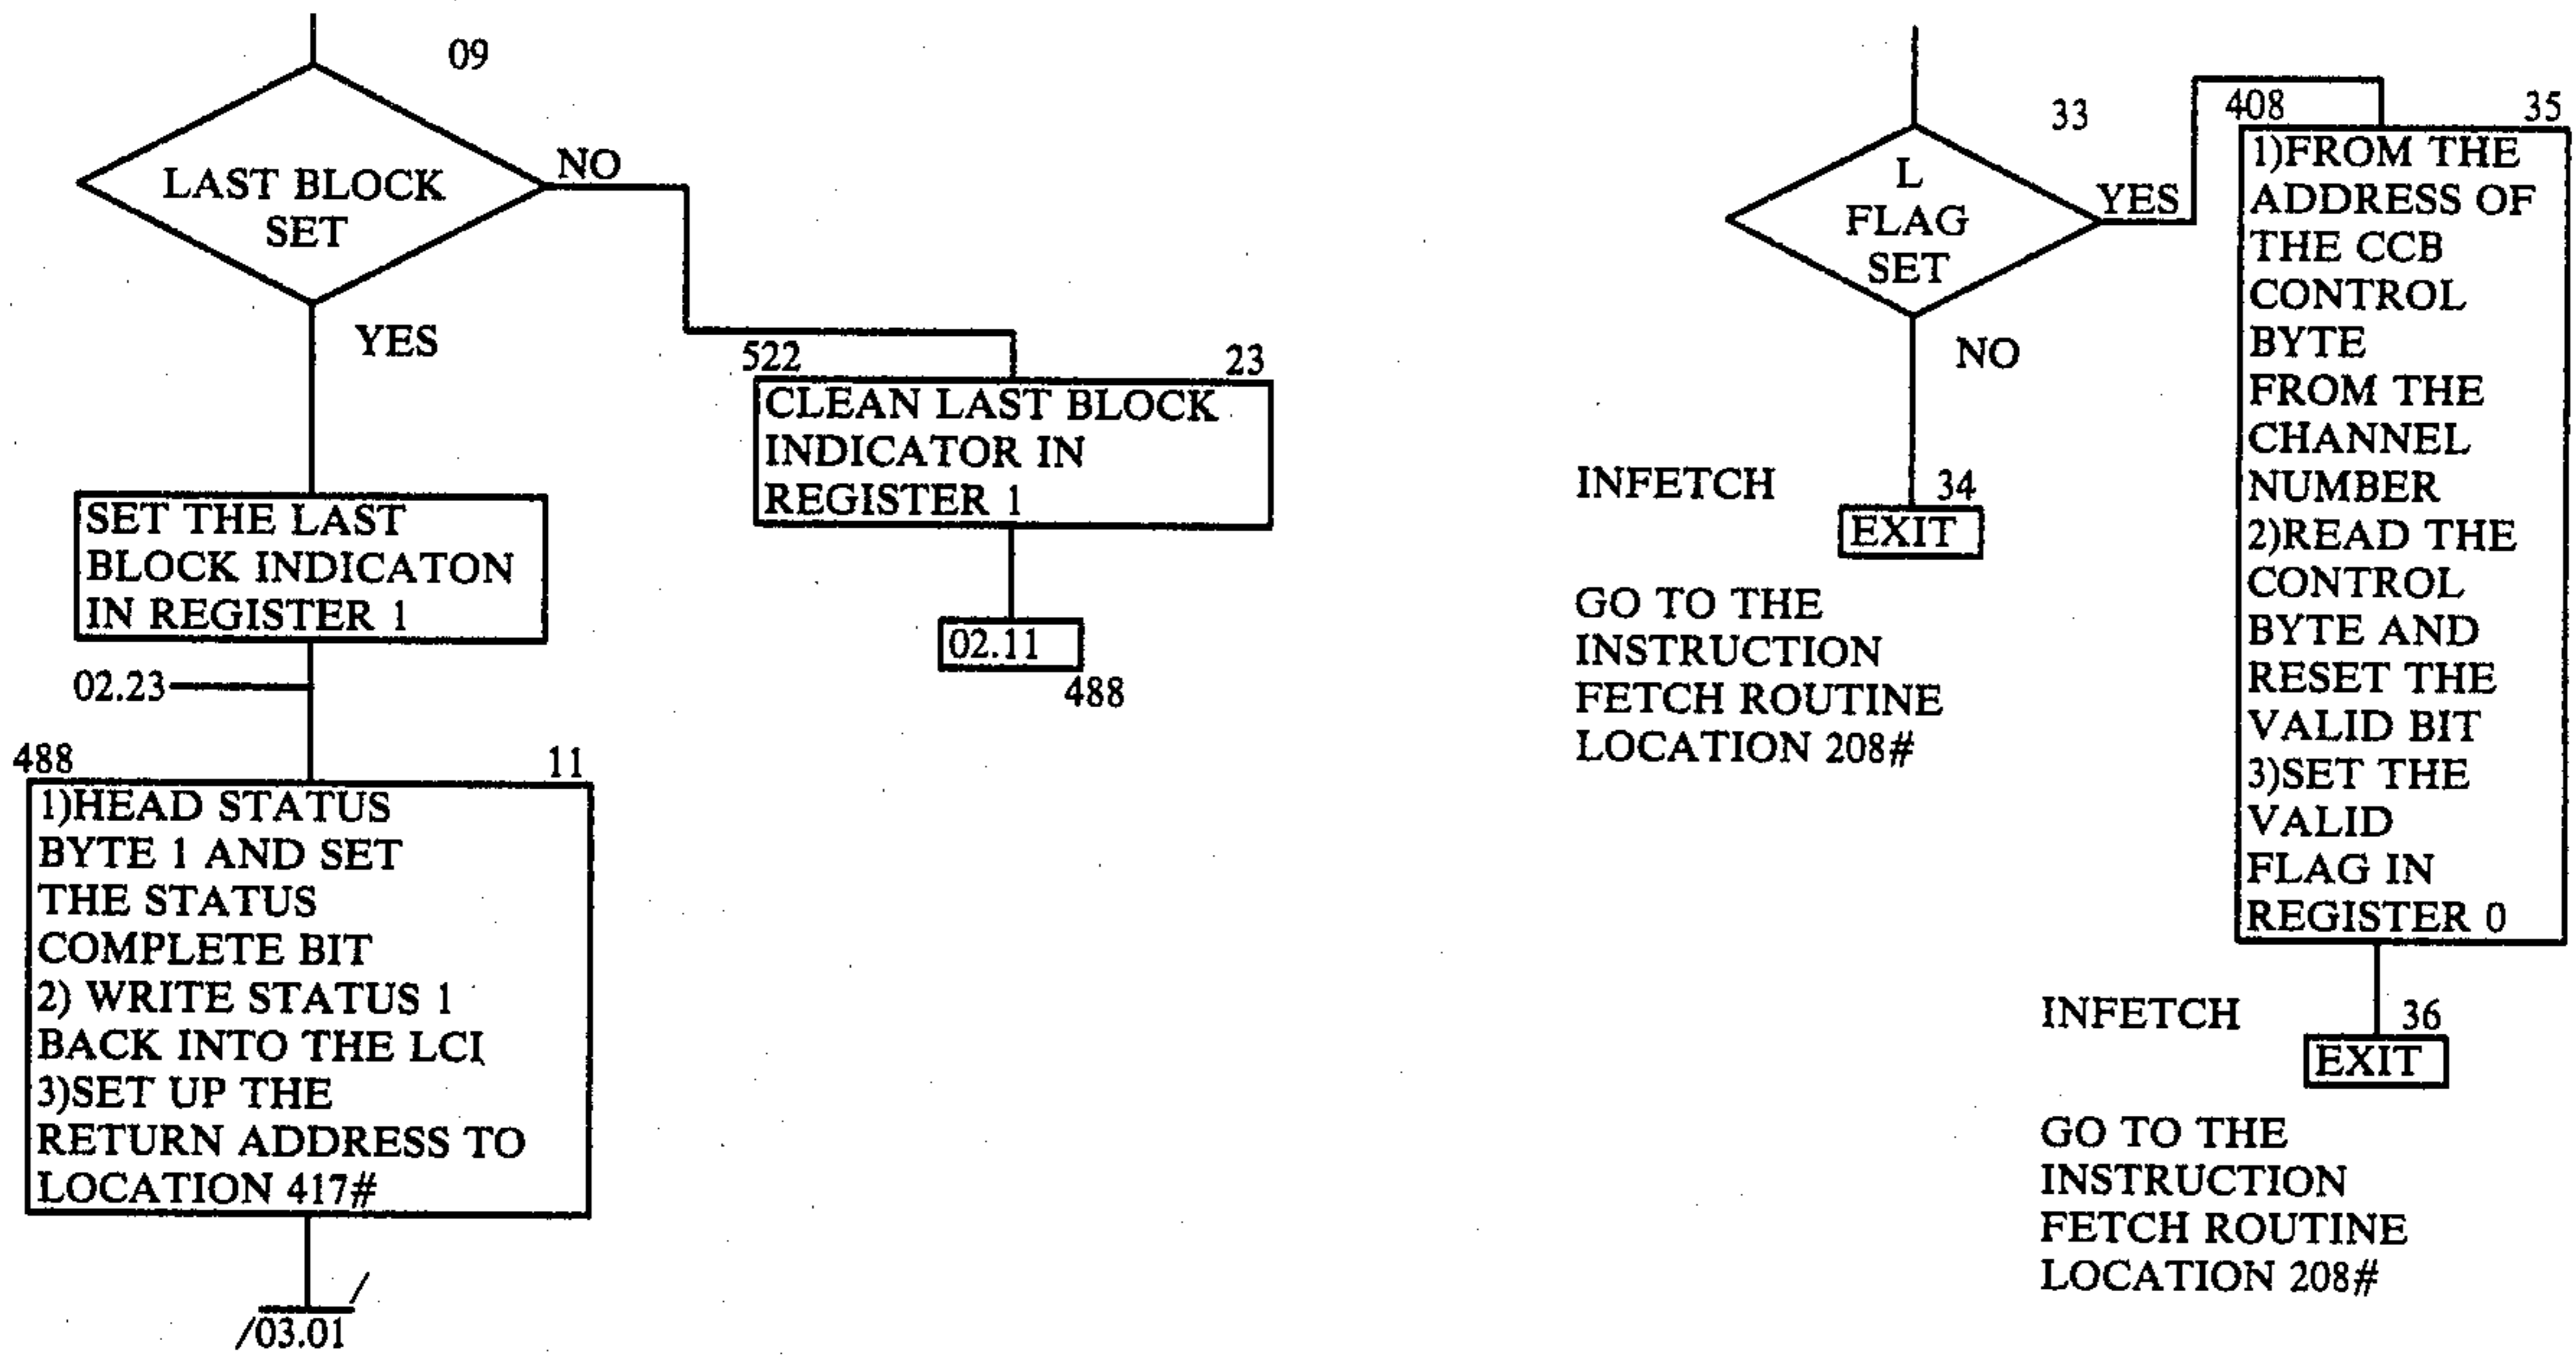 09
LAST BLOCK
SET
NO
YES
522 23
CLEAN LAST BLOCK
INDICATOR IN
REGISTER 1
02.11
488
SET THE LAST
BLOCK INDICATON
IN REGISTER 1
02.23
488 11
1)HEAD STATUS
BYTE 1 AND SET
THE STATUS
COMPLETE BIT
2) WRITE STATUS 1
BACK INTO THE LCI
3)SET UP THE
RETURN ADDRESS TO
LOCATION 417#
/
/03.01
33
L
FLAG
SET
YES
NO
INFETCH
34
EXIT
GO TO THE
INSTRUCTION
FETCH ROUTINE
LOCATION 208#
408 35
1)FROM THE
ADDRESS OF
THE CCB
CONTROL
BYTE
FROM THE
CHANNEL
NUMBER
2)READ THE
CONTROL
BYTE AND
RESET THE
VALID BIT
3)SET THE
VALID
FLAG IN
REGISTER 0
INFETCH
36
EXIT
GO TO THE
INSTRUCTION
FETCH ROUTINE
LOCATION 208#